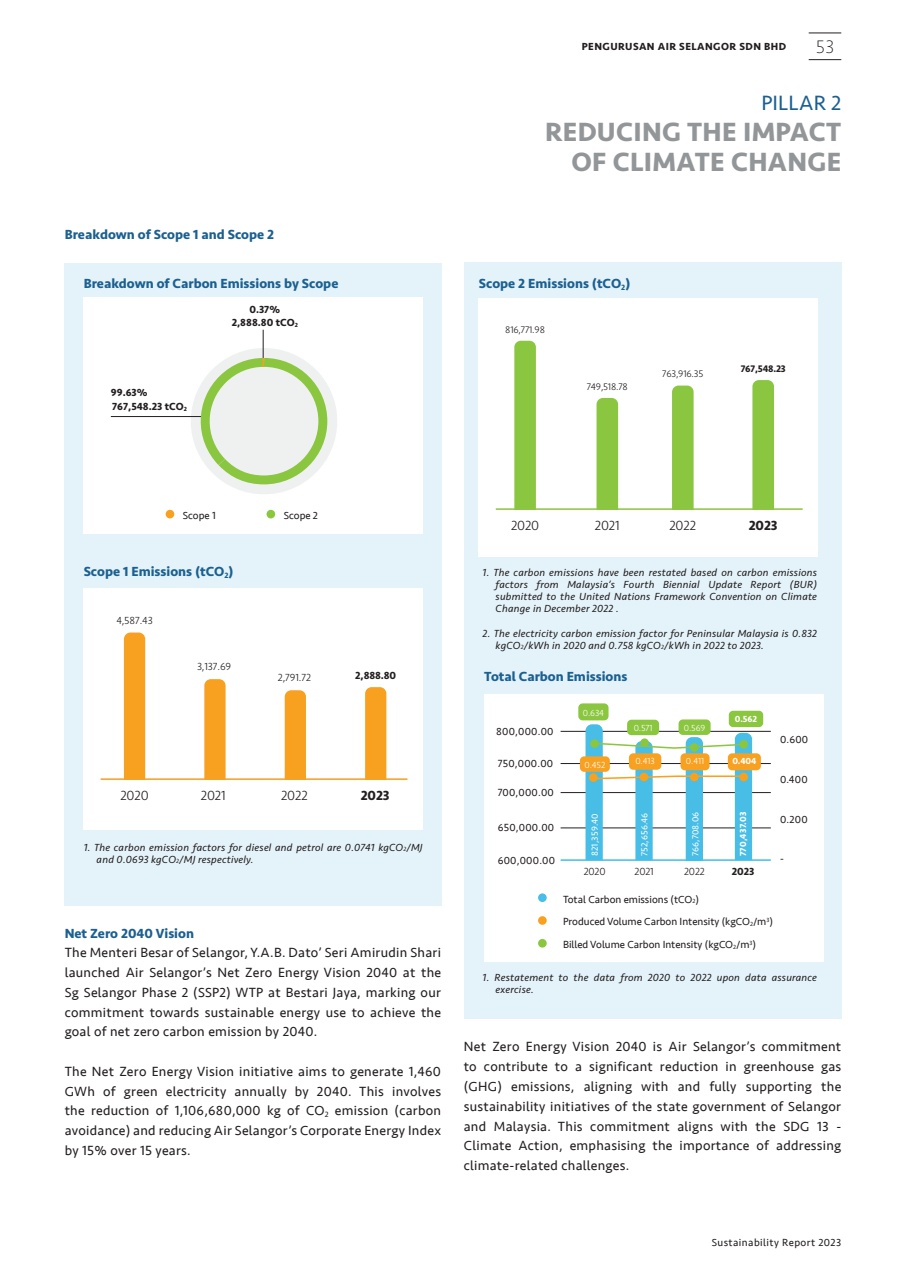 PENGURUSAN AIR SELANGOR SDN BHD
53
PILLAR 2
REDUCING THE IMPACT
OF CLIMATE CHANGE
Breakdown of Scope 1 and Scope 2
Breakdown of Carbon Emissions by Scope
0.37%
2,888.80 tCO₂
99.63%
767,548.23 tCO₂
Scope 1
Scope 2
Scope 1 Emissions (tCO₂)
4,587.43
3,137.69
2,791.72
2,888.80
2020
2021
2022
2023
1. The carbon emission factors for diesel and petrol are 0.0741 kgCO₂/MJ
and 0.0693 kgCO₂/MJ respectively.
Net Zero 2040 Vision
The Menteri Besar of Selangor, Y.A.B. Dato’ Seri Amirudin Shari
launched Air Selangor’s Net Zero Energy Vision 2040 at the
Sg Selangor Phase 2 (SSP2) WTP at Bestari Jaya, marking our
commitment towards sustainable energy use to achieve the
goal of net zero carbon emission by 2040.
The Net Zero Energy Vision initiative aims to generate 1,460
GWh of green electricity annually by 2040. This involves
the reduction of 1,106,680,000 kg of CO₂ emission (carbon
avoidance) and reducing Air Selangor’s Corporate Energy Index
by 15% over 15 years.
Scope 2 Emissions (tCO₂)
816,771.98
749,518.78
763,916.35
767,548.23
2020
2021
2022
2023
1. The carbon emissions have been restated based on carbon emissions
factors from Malaysia’s Fourth Biennial Update Report (BUR)
submitted to the United Nations Framework Convention on Climate
Change in December 2022 .
2. The electricity carbon emission factor for Peninsular Malaysia is 0.832
kgCO₂/kWh in 2020 and 0.758 kgCO₂/kWh in 2022 to 2023.
Total Carbon Emissions
0.634
0.571
0.569
0.562
800,000.00
0.600
750,000.00
0.452
0.413
0.411
0.404
0.400
700,000.00
0.200
650,000.00
821,359.40
752,656.46
766,708.06
770,437.03
600,000.00
-
2020
2021
2022
2023
Total Carbon emissions (tCO₂)
Produced Volume Carbon Intensity (kgCO₂/m³)
Billed Volume Carbon Intensity (kgCO₂/m³)
1. Restatement to the data from 2020 to 2022 upon data assurance
exercise.
Net Zero Energy Vision 2040 is Air Selangor’s commitment
to contribute to a significant reduction in greenhouse gas
(GHG) emissions, aligning with and fully supporting the
sustainability initiatives of the state government of Selangor
and Malaysia. This commitment aligns with the SDG 13 -
Climate Action, emphasising the importance of addressing
climate-related challenges.
Sustainability Report 2023